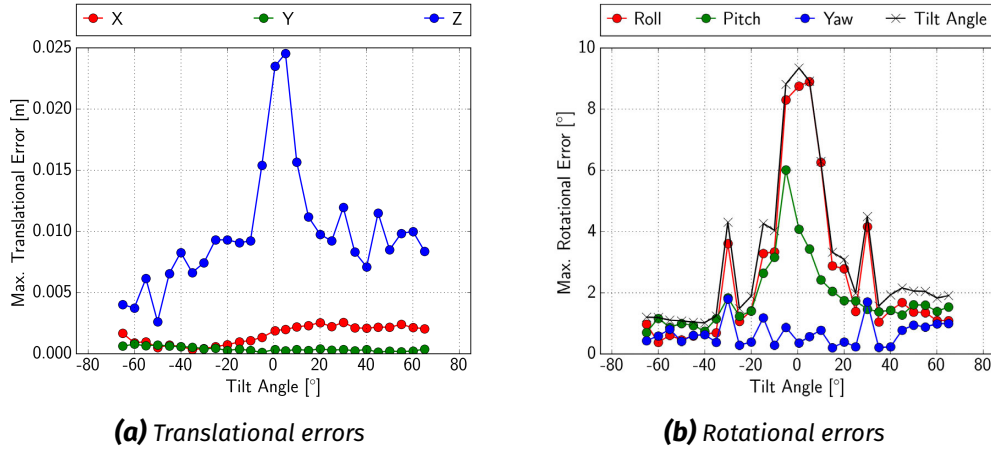 X Y Z
Max. Translational Error [m]
0.025
0.020
0.015
0.010
0.005
0.000
-80 -60 -40 -20 0 20 40 60 80
Tilt Angle [°]
(a) Translational errors
Roll Pitch Yaw Tilt Angle
Max. Rotational Error [°]
10
8
6
4
2
0
-80 -60 -40 -20 0 20 40 60 80
Tilt Angle [°]
(b) Rotational errors